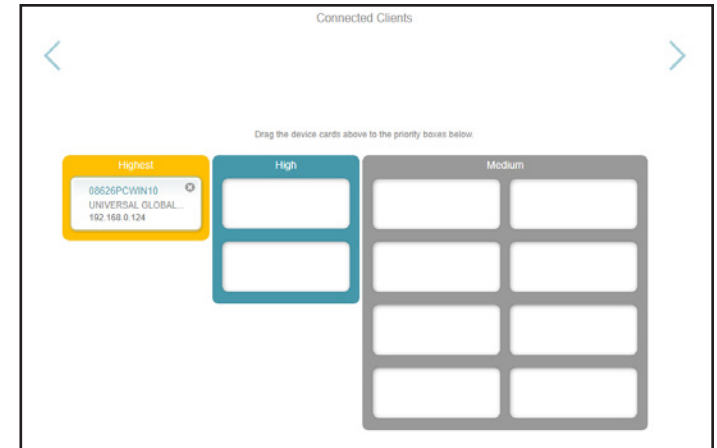 Connected Clients
Drag the device cards above to the priority boxes below.
Highest
High
Medium
08626PCWIN10
UNIVERSAL GLOBAL...
192.168.0.124